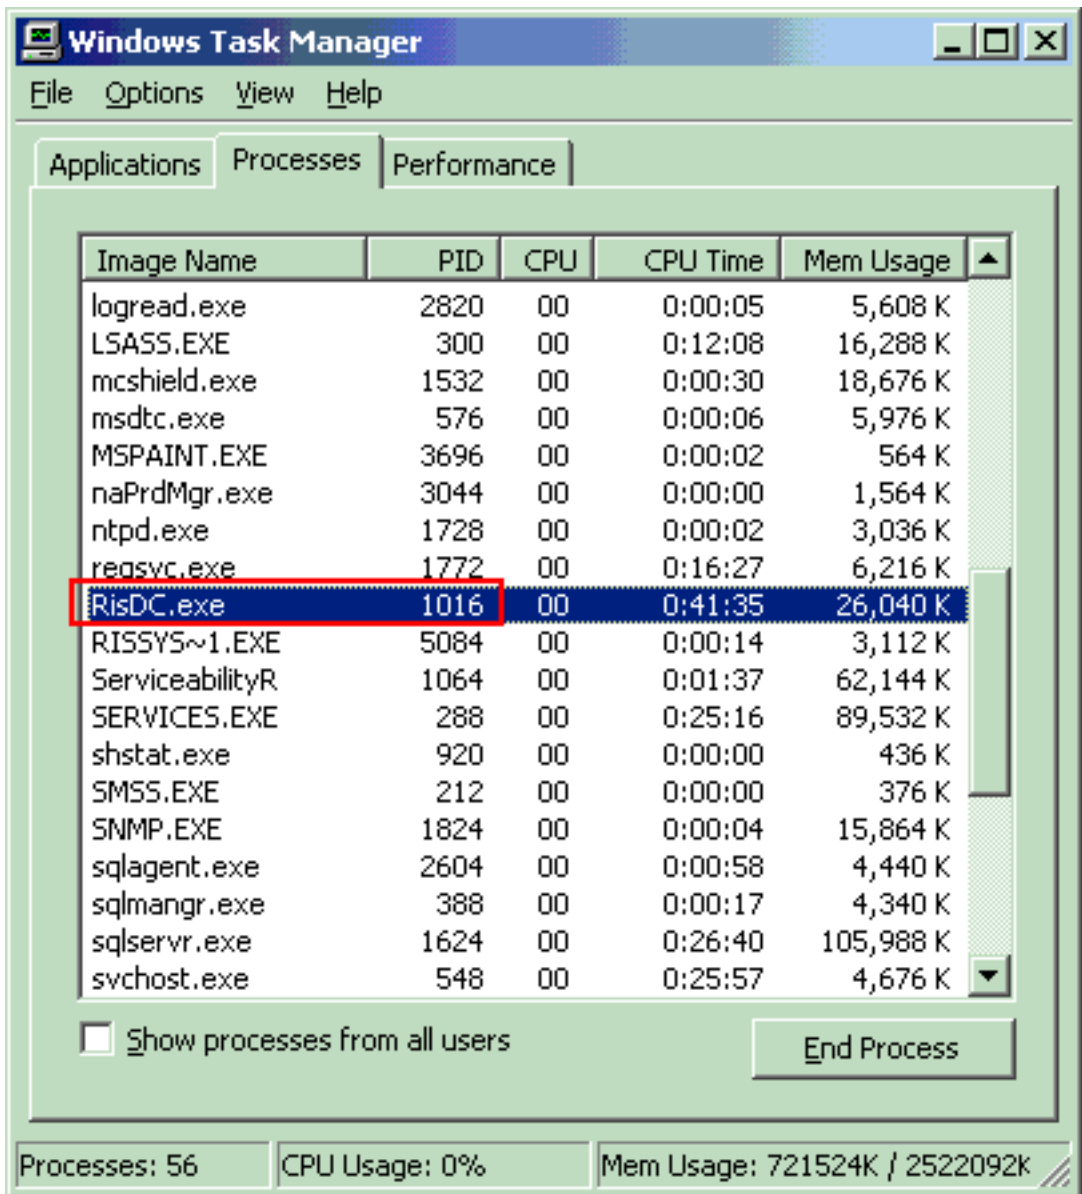 Windows Task Manager
File Options View Help
Applications Processes Performance
Image Name PID CPU CPU Time Mem Usage
logread.exe 2820 00 0:00:05 5,608 K
LSASS.EXE 300 00 0:12:08 16,288 K
mcshield.exe 1532 00 0:00:30 18,676 K
msdtc.exe 576 00 0:00:06 5,976 K
MSPAINT.EXE 3696 00 0:00:02 564 K
naPrdMgr.exe 3044 00 0:00:00 1,564 K
ntpd.exe 1728 00 0:00:02 3,036 K
regsvc.exe 1772 00 0:16:27 6,216 K
RisDC.exe 1016 00 0:41:35 26,040 K
RISSYS~1.EXE 5084 00 0:00:14 3,112 K
ServiceabilityR 1064 00 0:01:37 62,144 K
SERVICES.EXE 288 00 0:25:16 89,532 K
shstat.exe 920 00 0:00:00 436 K
SMSS.EXE 212 00 0:00:00 376 K
SNMP.EXE 1824 00 0:00:04 15,864 K
sqlagent.exe 2604 00 0:00:58 4,440 K
sqlmangr.exe 388 00 0:00:17 4,340 K
sqlservr.exe 1624 00 0:26:40 105,988 K
svchost.exe 548 00 0:25:57 4,676 K
Show processes from all users End Process
Processes: 56 CPU Usage: 0% Mem Usage: 721524K / 2522092K